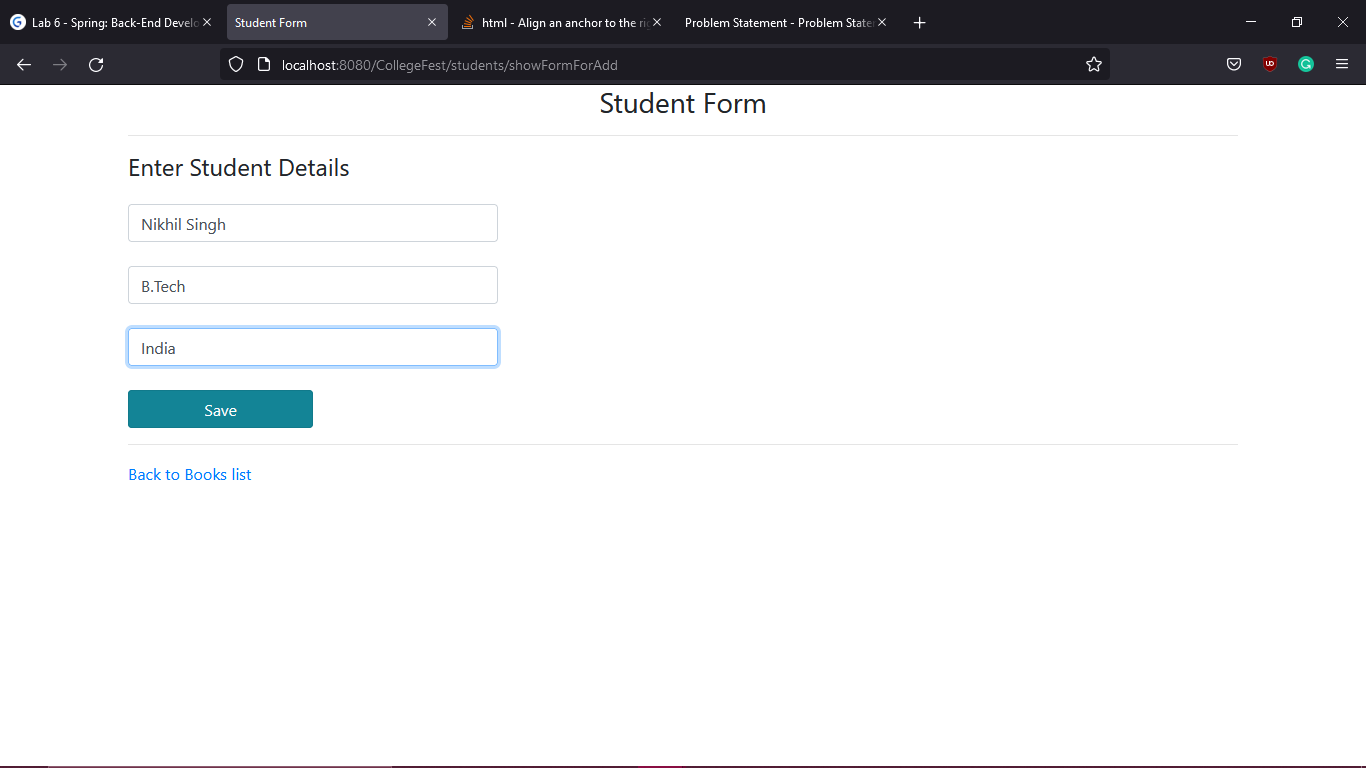 Lab 6 - Spring: Back-End Develo
Student Form
html - Align an anchor to the rig
Problem Statement - Problem State
localhost:8080/CollegeFest/students/showFormForAdd
Student Form
Enter Student Details
Nikhil Singh
B.Tech
India
Save
Back to Books list